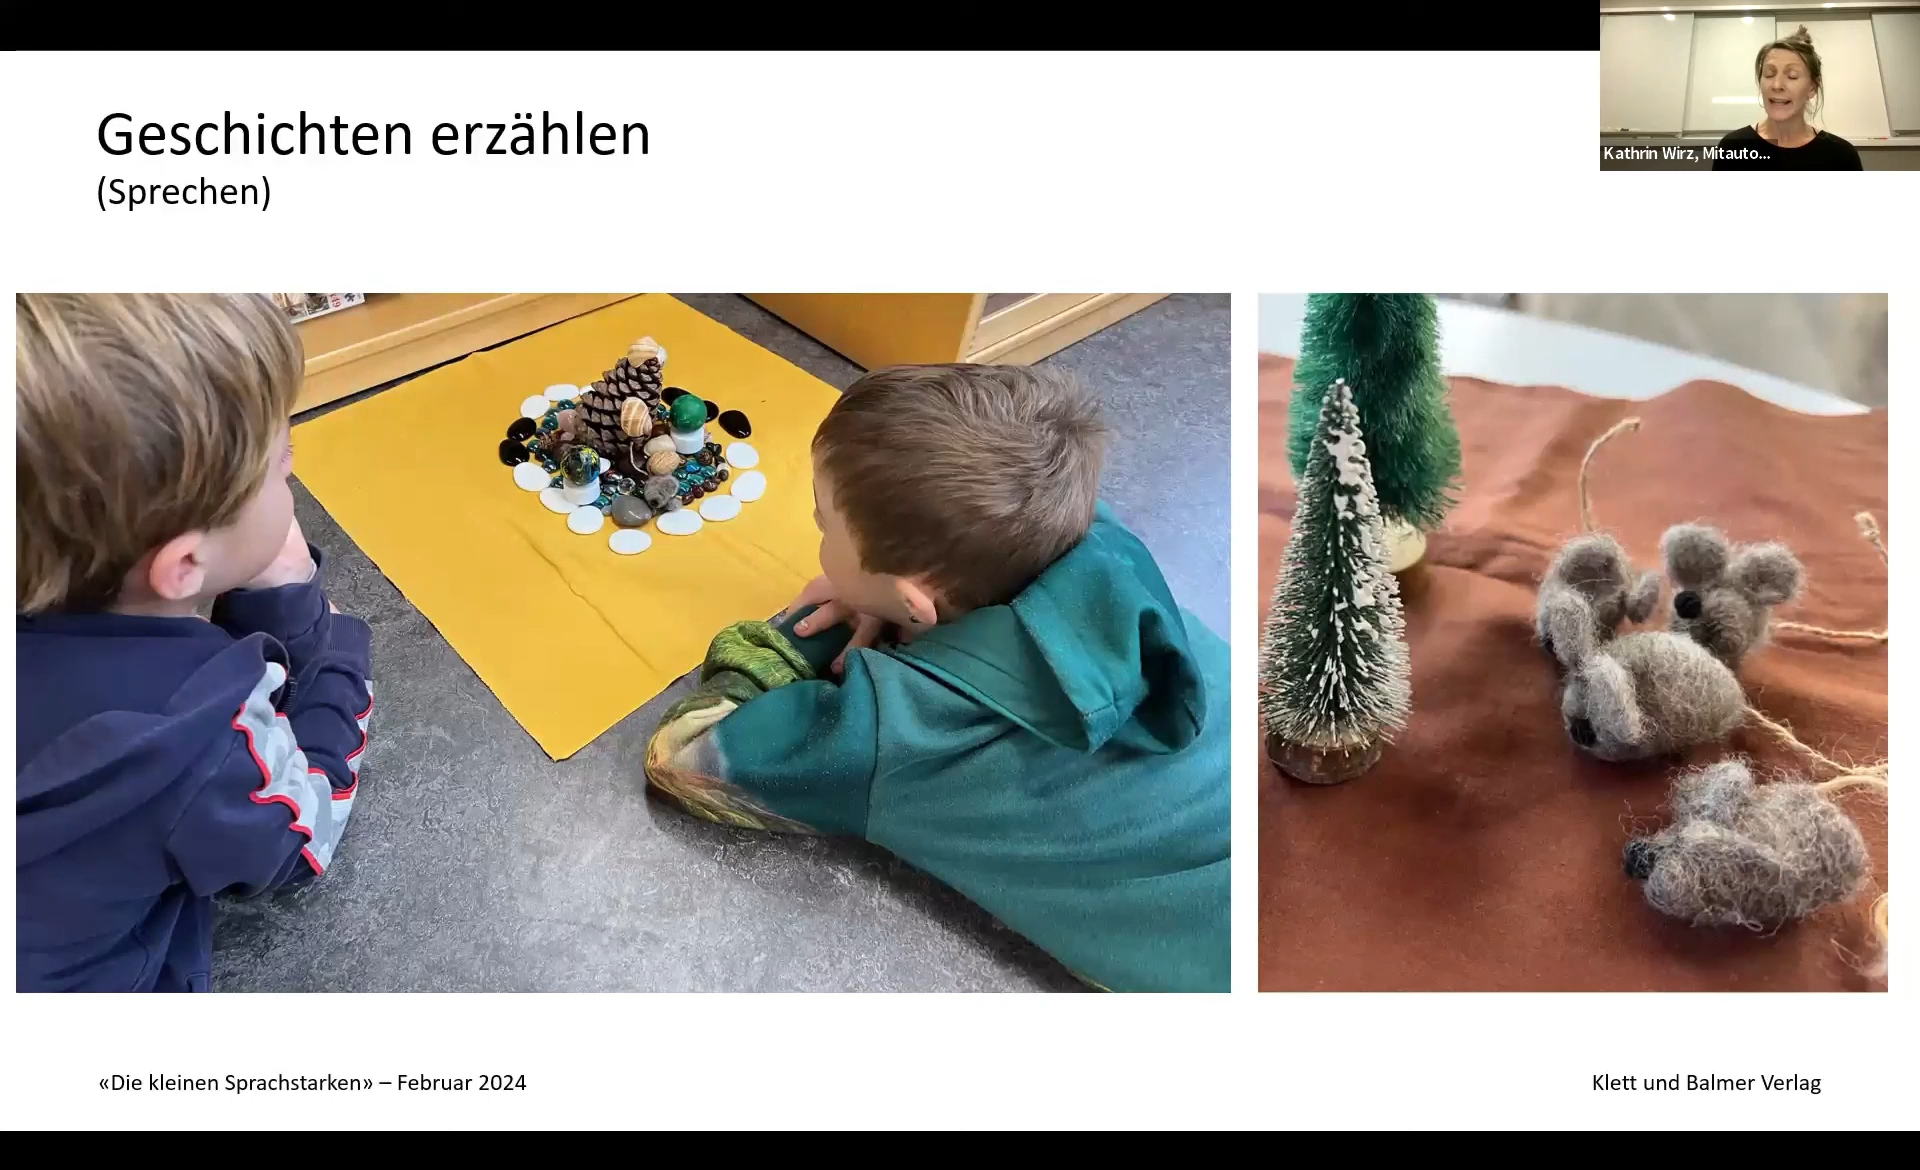 Geschichten erzählen
(Sprechen)
Kathrin Wirz, Mitauto...
«Die kleinen Sprachstarken» – Februar 2024
Klett und Balmer Verlag